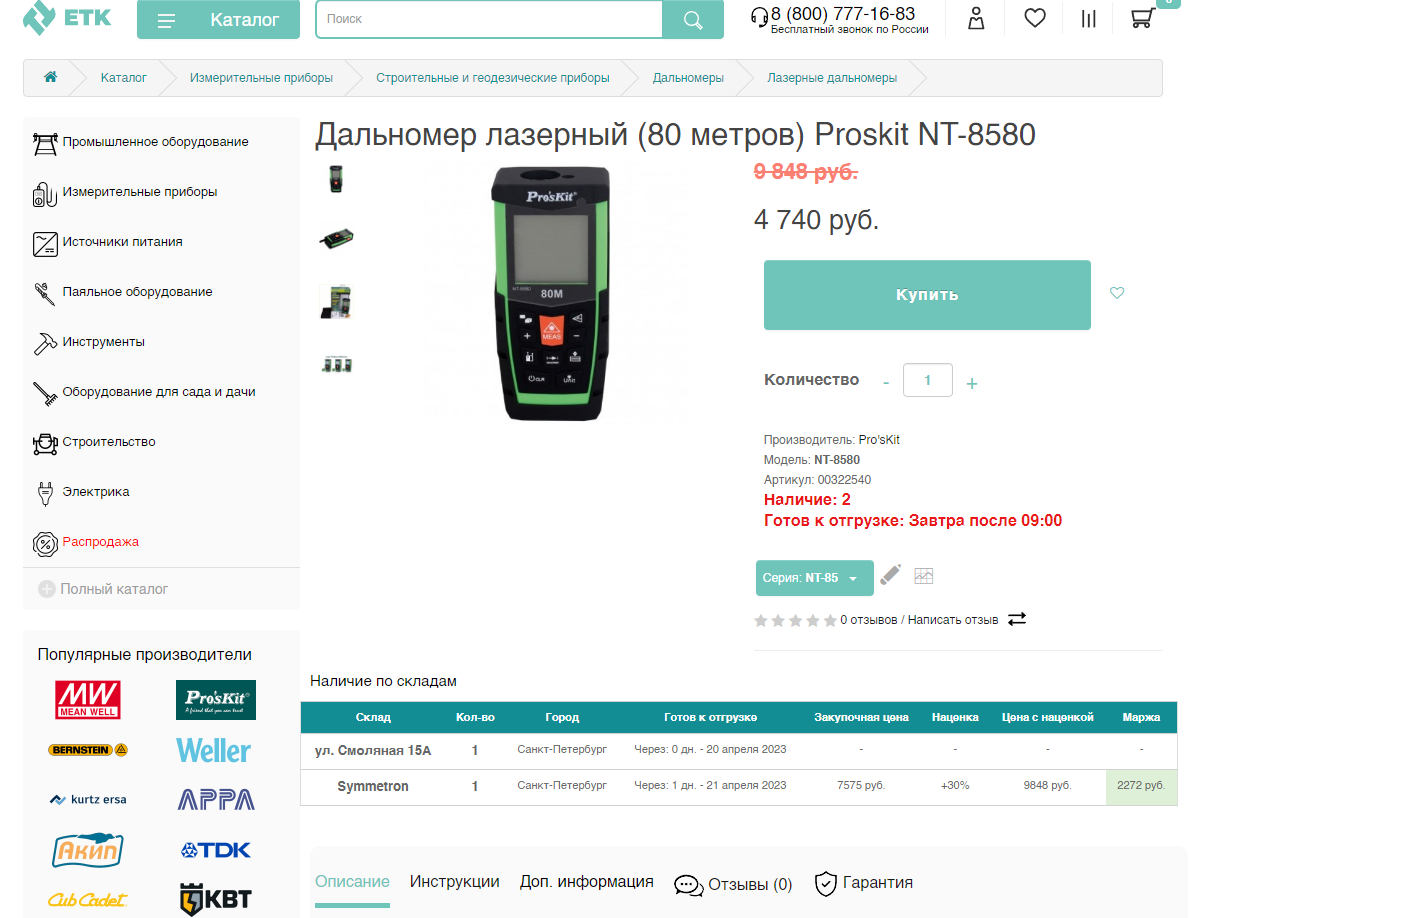 ETK
Каталог
Поиск
8 (800) 777-16-83
Бесплатный звонок по России
Каталог
Измерительные приборы
Строительные и геодезические приборы
Дальномеры
Лазерные дальномеры
Промышленное оборудование
Измерительные приборы
Источники питания
Паяльное оборудование
Инструменты
Оборудование для сада и дачи
Строительство
Электрика
Распродажа
Полный каталог
Популярные производители
MW
MEAN WELL
Pro'sKit
A friend that you can trust
BERNSTEIN
Weller
kurtz ersa
APPA
Акип
TDK
Cub Cadet
КВТ
Дальномер лазерный (80 метров) Proskit NT-8580
Pro'sKit
NT-8580
80M
MEAS
9 848 руб.
4 740 руб.
Купить
Количество - 1 +
Производитель: Pro'sKit
Модель: NT-8580
Артикул: 00322540
Наличие: 2
Готов к отгрузке: Завтра после 09:00
Серия: NT-85
0 отзывов / Написать отзыв
Наличие по складам
Склад Кол-во Город Готов к отгрузке Закупочная цена Наценка Цена с наценкой Маржа
ул. Смоляная 15А 1 Санкт-Петербург Через: 0 дн. - 20 апреля 2023 - - - -
Symmetron 1 Санкт-Петербург Через: 1 дн. - 21 апреля 2023 7575 руб. +30% 9848 руб. 2272 руб.
Описание Инструкции Доп. информация Отзывы (0) Гарантия